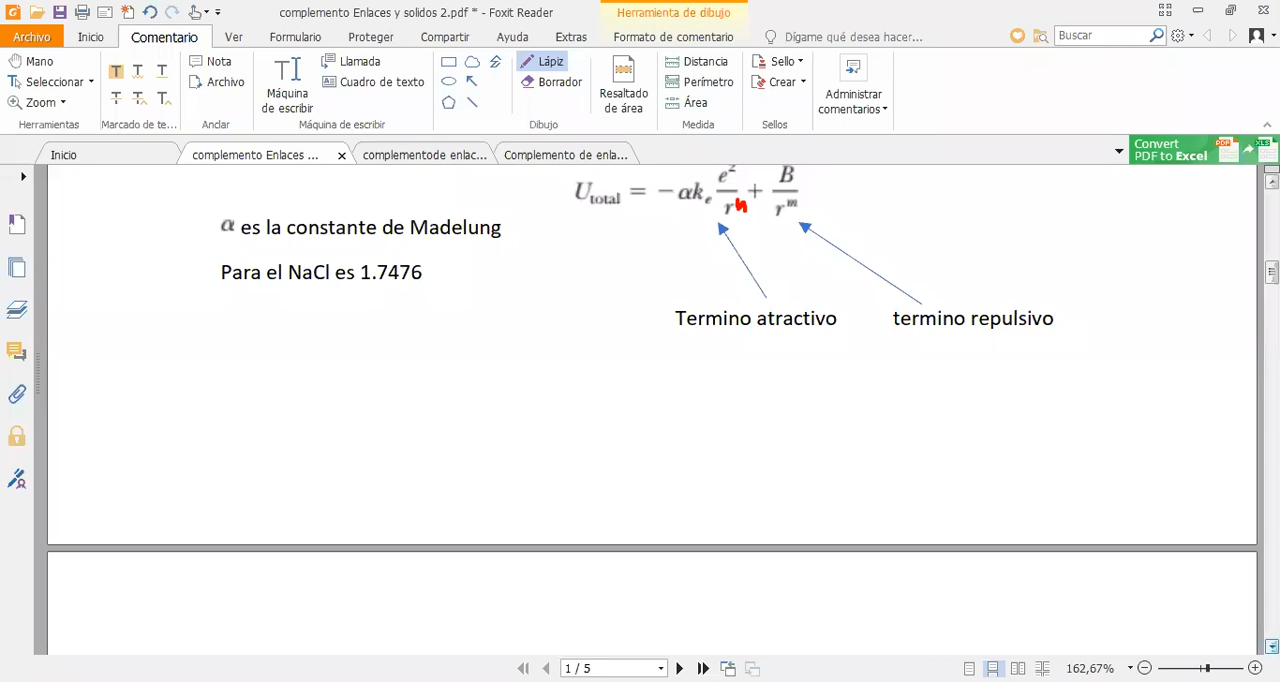 complemento Enlaces y solidos 2.pdf * - Foxit Reader
Herramienta de dibujo
Archivo Inicio Comentario Ver Formulario Proteger Compartir Ayuda Extras Formato de comentario Dígame qué desea hacer... Buscar
Mano
Seleccionar
Zoom
Herramientas
T T T
T T T
Marcado de te...
Nota
Archivo
Anclar
Máquina de escribir
Llamada
Cuadro de texto
Máquina de escribir
Lápiz
Borrador
Dibujo
Resaltado de área
Distancia
Perímetro
Área
Medida
Sello
Crear
Sellos
Administrar comentarios
Inicio
complemento Enlaces ... x
complementode enlac...
Complemento de enla...
Convert
PDF to Excel
U_total = −αk_e e²/r^n + B/r^m
α es la constante de Madelung
Para el NaCl es 1.7476
Termino atractivo termino repulsivo
1 / 5
162,67%